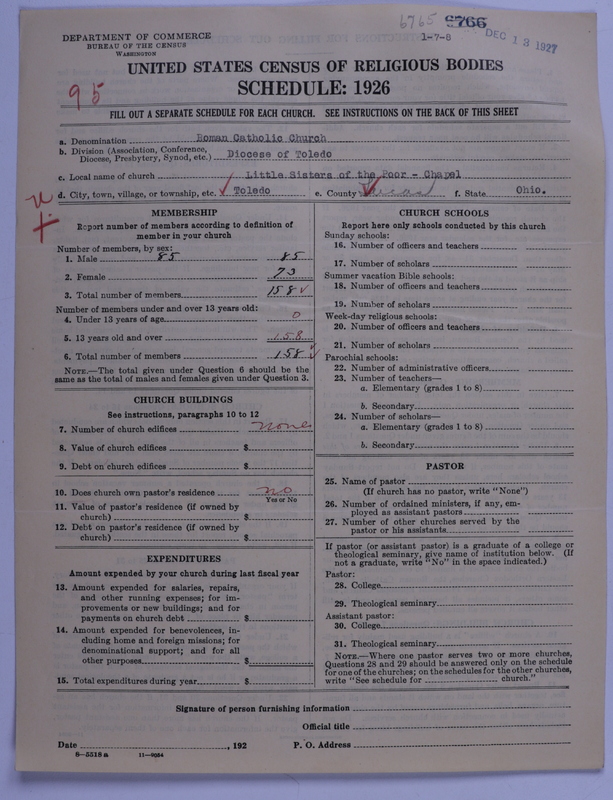 6765 8766
1-7-8
DEC 13 1927
DEPARTMENT OF COMMERCE
BUREAU OF THE CENSUS
WASHINGTON
UNITED STATES CENSUS OF RELIGIOUS BODIES
SCHEDULE: 1926
95
FILL OUT A SEPARATE SCHEDULE FOR EACH CHURCH. SEE INSTRUCTIONS ON THE BACK OF THIS SHEET
a. Denomination Roman Catholic Church
b. Division (Association, Conference, Diocese, Presbytery, Synod, etc.) Diocese of Toledo
c. Local name of church Little Sisters of the Poor - Chapel
d. City, town, village, or township, etc. Toledo e. County Lucas f. State Ohio.
MEMBERSHIP
Report number of members according to definition of
member in your church
Number of members, by sex:
1. Male 85 85
2. Female 73
3. Total number of members 158
Number of members under and over 13 years old:
4. Under 13 years of age 0
5. 13 years old and over 158
6. Total number of members 158
NOTE.—The total given under Question 6 should be the
same as the total of males and females given under Question 3.
CHURCH BUILDINGS
See instructions, paragraphs 10 to 12
7. Number of church edifices none
8. Value of church edifices $
9. Debt on church edifices $
10. Does church own pastor's residence no
Yes or No
11. Value of pastor's residence (if owned by
church) $
12. Debt on pastor's residence (if owned by
church) $
EXPENDITURES
Amount expended by your church during last fiscal year
13. Amount expended for salaries, repairs,
and other running expenses; for im-
provements or new buildings; and for
payments on church debt $
14. Amount expended for benevolences, in-
cluding home and foreign missions; for
denominational support; and for all
other purposes $
15. Total expenditures during year $
CHURCH SCHOOLS
Report here only schools conducted by this church
Sunday schools:
16. Number of officers and teachers
17. Number of scholars
Summer vacation Bible schools:
18. Number of officers and teachers
19. Number of scholars
Week-day religious schools:
20. Number of officers and teachers
21. Number of scholars
Parochial schools:
22. Number of administrative officers
23. Number of teachers—
a. Elementary (grades 1 to 8)
b. Secondary
24. Number of scholars—
a. Elementary (grades 1 to 8)
b. Secondary
PASTOR
25. Name of pastor
(If church has no pastor, write "None")
26. Number of ordained ministers, if any, em-
ployed as assistant pastors
27. Number of other churches served by the
pastor or his assistants
If pastor (or assistant pastor) is a graduate of a college or
theological seminary, give name of institution below. (If
not a graduate, write "No" in the space indicated.)
Pastor:
28. College
29. Theological seminary
Assistant pastor:
30. College
31. Theological seminary
NOTE.—Where one pastor serves two or more churches,
Questions 28 and 29 should be answered only on the schedule
for one of the churches; on the schedules for the other churches,
write "See schedule for church."
Signature of person furnishing information
Official title
Date , 192 P. O. Address
8—5518 a 11—9054